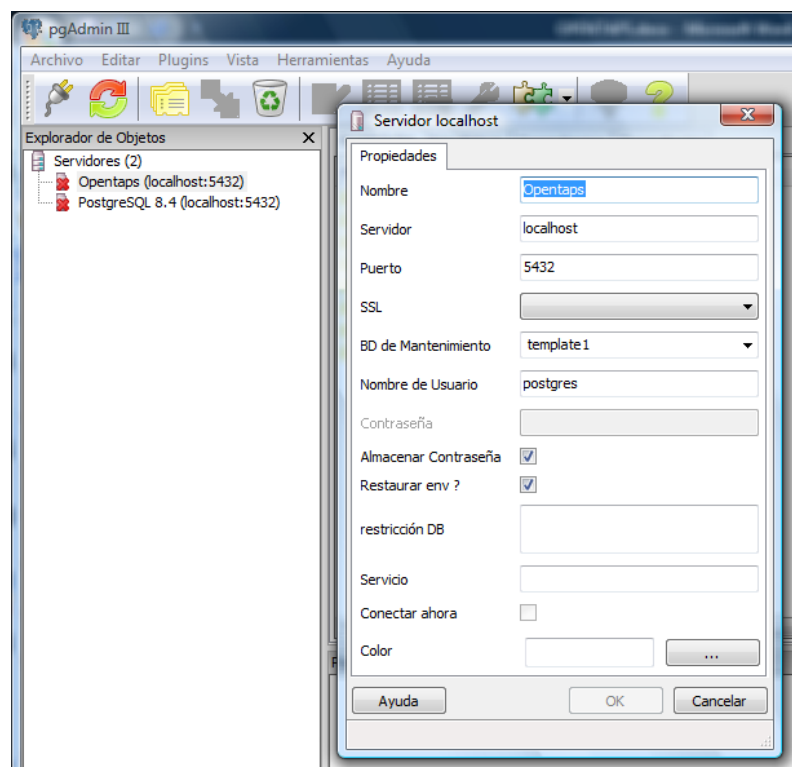 pgAdmin III
Archivo Editar Plugins Vista Herramientas Ayuda
Explorador de Objetos X
Servidores (2)
Opentaps (localhost:5432)
PostgreSQL 8.4 (localhost:5432)
Servidor localhost
Propiedades
Nombre Opentaps
Servidor localhost
Puerto 5432
SSL
BD de Mantenimiento template1
Nombre de Usuario postgres
Contraseña
Almacenar Contraseña
Restaurar env ?
restricción DB
Servicio
Conectar ahora
Color ...
Ayuda OK Cancelar